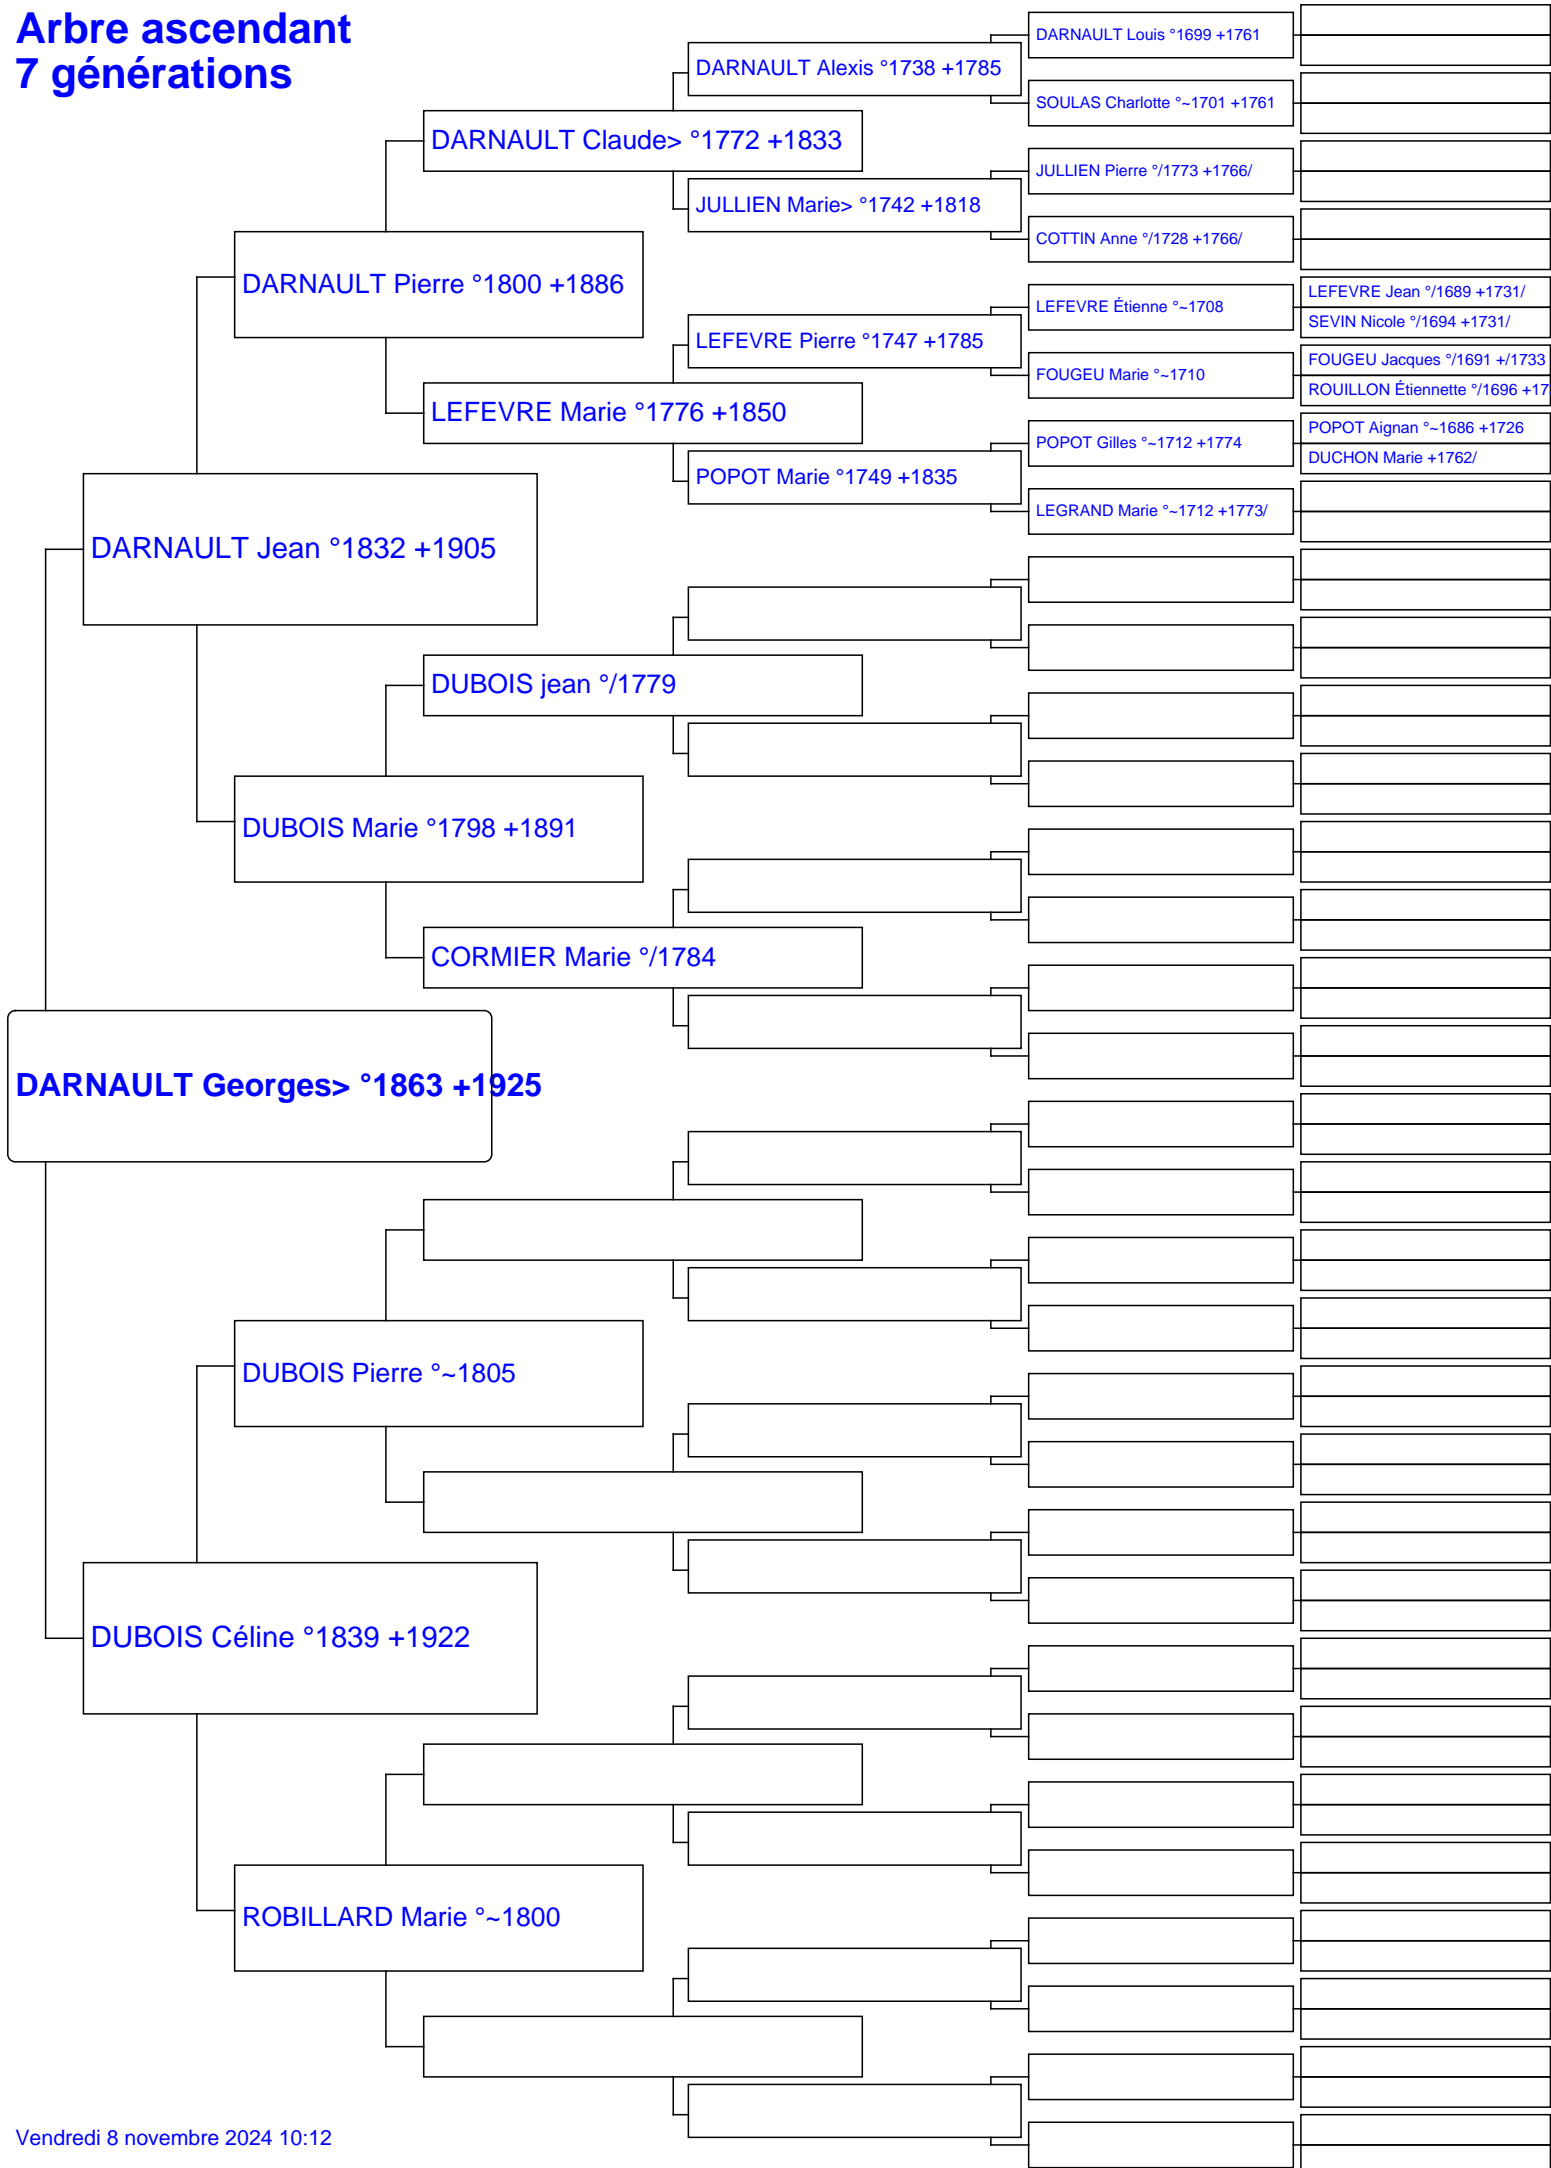 Arbre ascendant
7 générations
DARNAULT Louis °1699 +1761
DARNAULT Alexis °1738 +1785
SOULAS Charlotte °~1701 +1761
DARNAULT Claude> °1772 +1833
JULLIEN Pierre °/1773 +1766/
JULLIEN Marie> °1742 +1818
COTTIN Anne °/1728 +1766/
DARNAULT Pierre °1800 +1886
LEFEVRE Jean °/1689 +1731/
LEFEVRE Étienne °~1708
SEVIN Nicole °/1694 +1731/
LEFEVRE Pierre °1747 +1785
FOUGEU Jacques °/1691 +/1733
FOUGEU Marie °~1710
ROUILLON Étiennette °/1696 +17
LEFEVRE Marie °1776 +1850
POPOT Aignan °~1686 +1726
POPOT Gilles °~1712 +1774
DUCHON Marie +1762/
POPOT Marie °1749 +1835
LEGRAND Marie °~1712 +1773/
DARNAULT Jean °1832 +1905
DUBOIS jean °/1779
DUBOIS Marie °1798 +1891
CORMIER Marie °/1784
DARNAULT Georges> °1863 +1925
DUBOIS Pierre °~1805
DUBOIS Céline °1839 +1922
ROBILLARD Marie °~1800
Vendredi 8 novembre 2024 10:12